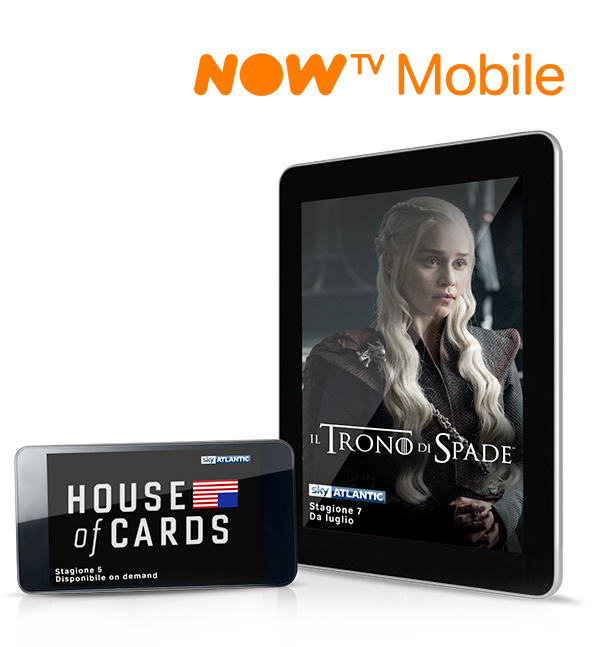 NOW TV Mobile
IL TRONO DI SPADE™
sky ATLANTIC
Stagione 7
Da luglio
sky ATLANTIC
HOUSE
of CARDS
Stagione 5
Disponibile on demand